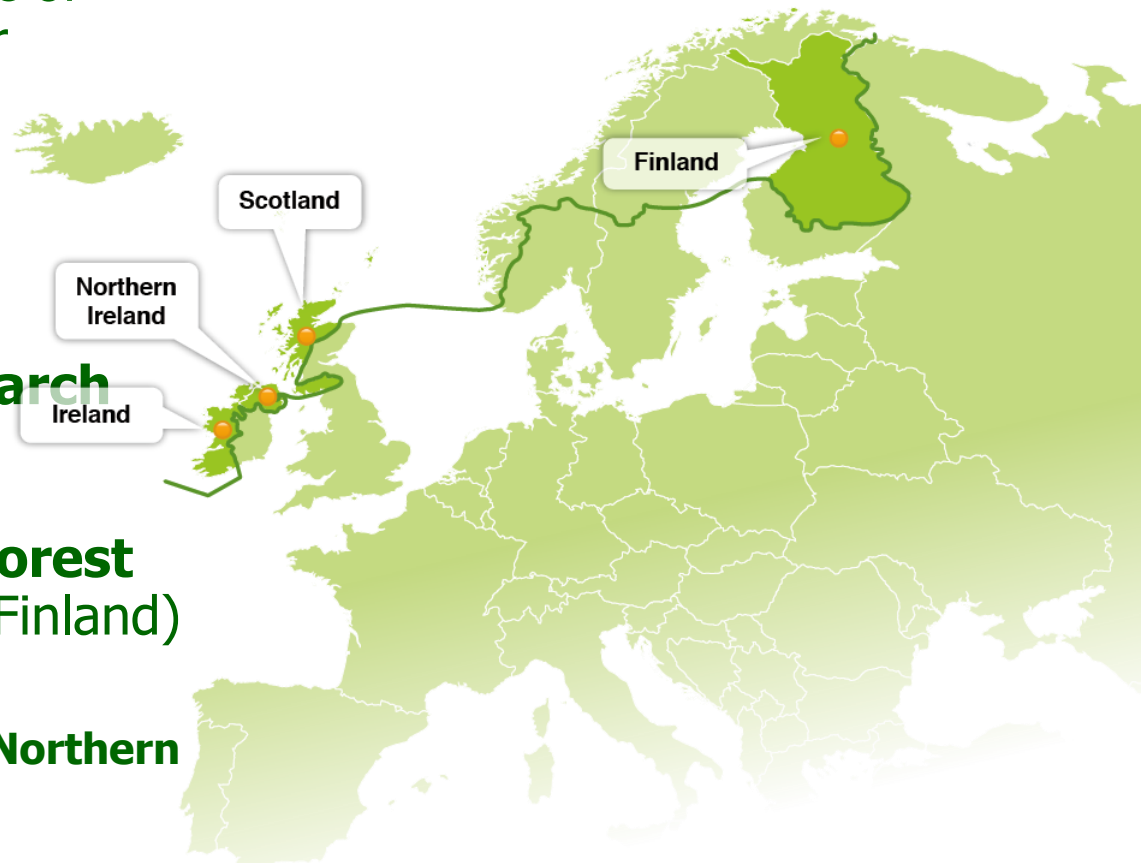 r
Finland
Scotland
Northern
Ireland
arch
Ireland
orest
Finland)
Northern